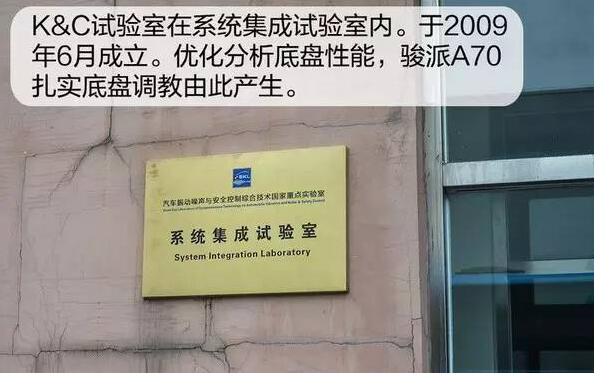 K&C试验室在系统集成试验室内。于2009
年6月成立。优化分析底盘性能，骏派A70
扎实底盘调教由此产生。
SKL
汽车振动噪声与安全控制综合技术国家重点实验室
系统集成试验室
System Integration Laboratory